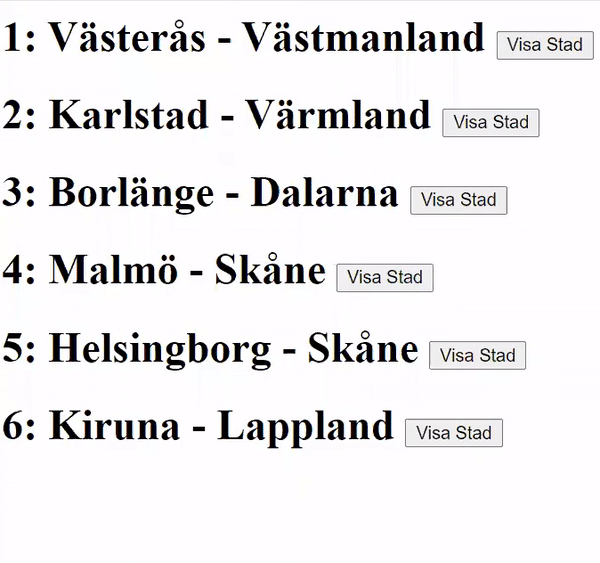 1: Västerås - Västmanland Visa Stad
2: Karlstad - Värmland Visa Stad
3: Borlänge - Dalarna Visa Stad
4: Malmö - Skåne Visa Stad
5: Helsingborg - Skåne Visa Stad
6: Kiruna - Lappland Visa Stad